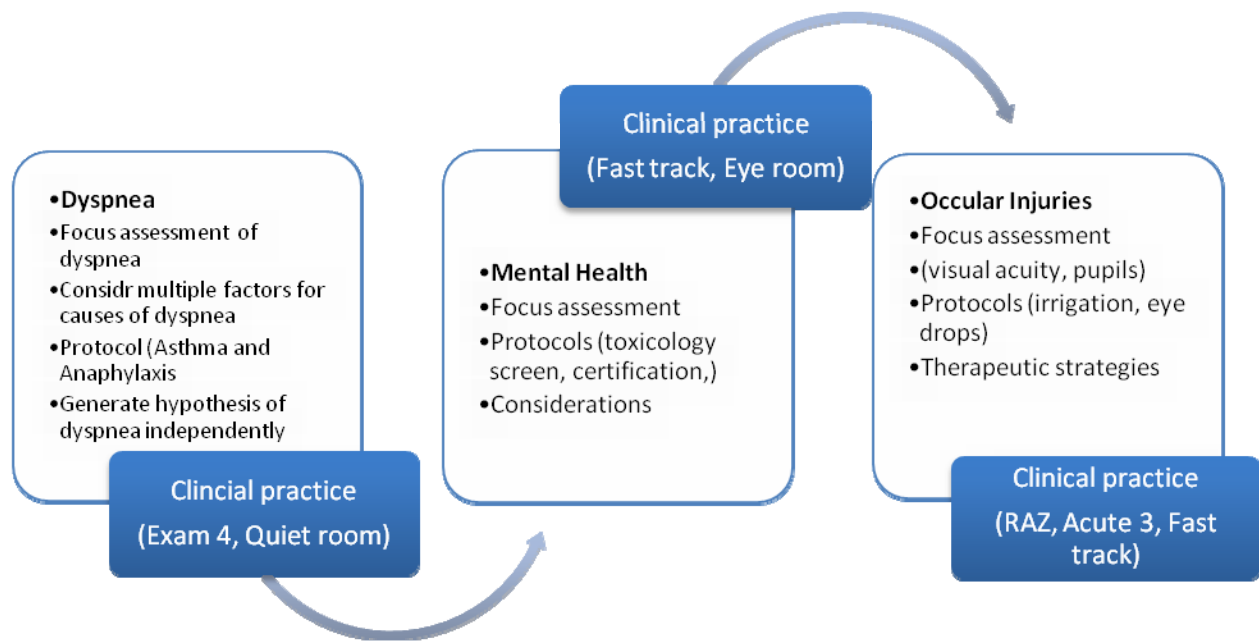 •Dyspnea
•Focus assessment of
dyspnea
•Considr multiple factors for
causes of dyspnea
•Protocol (Asthma and
Anaphylaxis
•Generate hypothesis of
dyspnea independently
Clincial practice
(Exam 4, Quiet room)
•Mental Health
•Focus assessment
•Protocols (toxicology
screen, certification,)
•Considerations
Clinical practice
(Fast track, Eye room)
•Occular Injuries
•Focus assessment
•(visual acuity, pupils)
•Protocols (irrigation, eye
drops)
•Therapeutic strategies
Clinical practice
(RAZ, Acute 3, Fast
track)